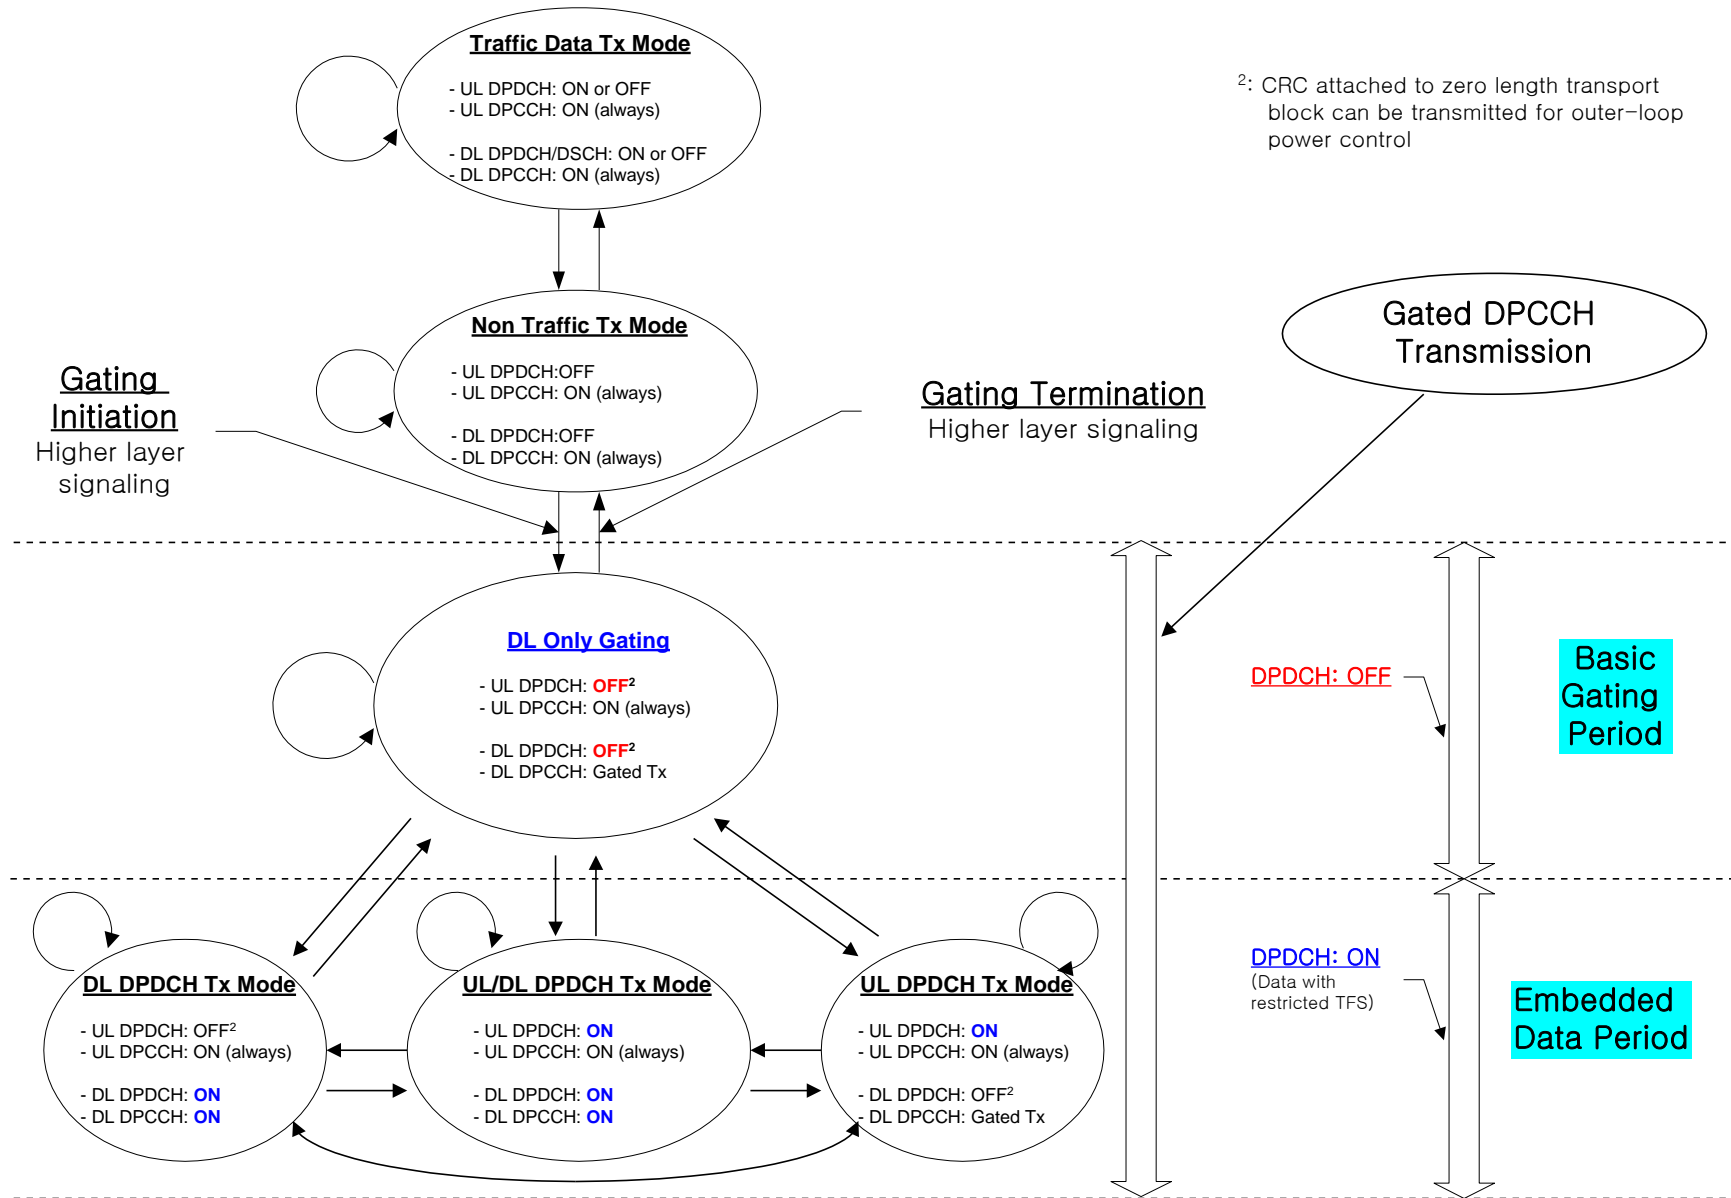 Traffic Data Tx Mode
- UL DPDCH: ON or OFF
- UL DPCCH: ON (always)
- DL DPDCH/DSCH: ON or OFF
- DL DPCCH: ON (always)
²: CRC attached to zero length transport
block can be transmitted for outer-loop
power control
Non Traffic Tx Mode
- UL DPDCH:OFF
- UL DPCCH: ON (always)
- DL DPDCH:OFF
- DL DPCCH: ON (always)
Gating
Initiation
Higher layer
signaling
Gating Termination
Higher layer signaling
Gated DPCCH
Transmission
DL Only Gating
- UL DPDCH: OFF²
- UL DPCCH: ON (always)
- DL DPDCH: OFF²
- DL DPCCH: Gated Tx
DPDCH: OFF
Basic
Gating
Period
DL DPDCH Tx Mode
- UL DPDCH: OFF²
- UL DPCCH: ON (always)
- DL DPDCH: ON
- DL DPCCH: ON
UL/DL DPDCH Tx Mode
- UL DPDCH: ON
- UL DPCCH: ON (always)
- DL DPDCH: ON
- DL DPCCH: ON
UL DPDCH Tx Mode
- UL DPDCH: ON
- UL DPCCH: ON (always)
- DL DPDCH: OFF²
- DL DPCCH: Gated Tx
DPDCH: ON
(Data with
restricted TFS)
Embedded
Data Period